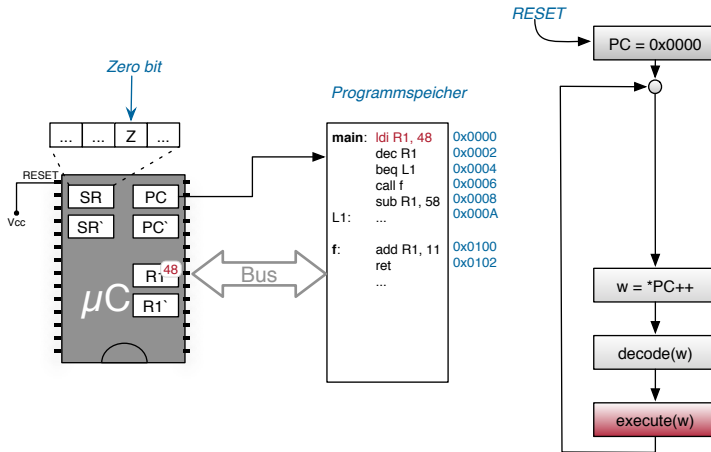 Zero bit
... ... Z ...
RESET
Vcc
SR
PC
SR`
PC`
R1 48
R1`
µC
Bus
Programmspeicher
main: ldi R1, 48 0x0000
dec R1 0x0002
beq L1 0x0004
call f 0x0006
sub R1, 58 0x0008
L1: ... 0x000A
f: add R1, 11 0x0100
ret 0x0102
...
RESET
PC = 0x0000
w = *PC++
decode(w)
execute(w)